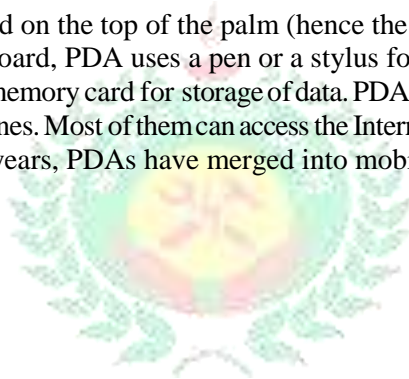 d on the top of the palm (hence the
oard, PDA uses a pen or a stylus fo
nemory card for storage of data. PDA
nes. Most of them can access the Intern
years, PDAs have merged into mobi